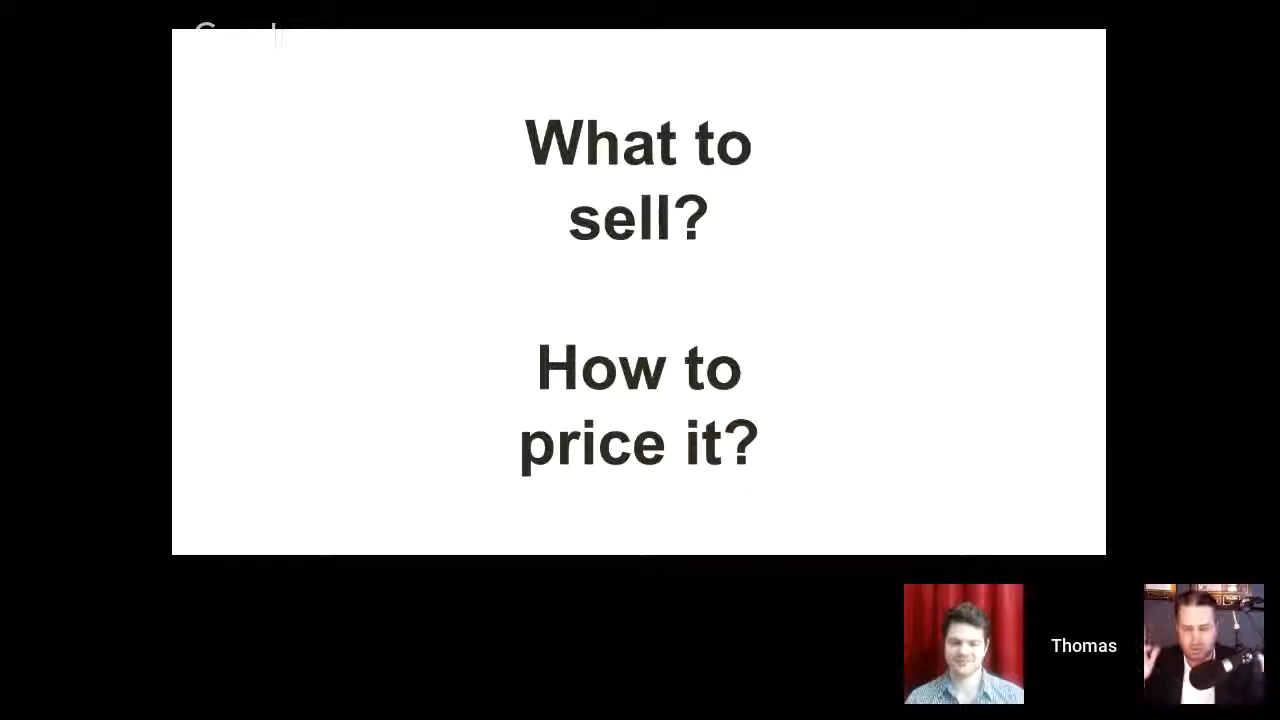 What to
sell?
How to
price it?
Thomas